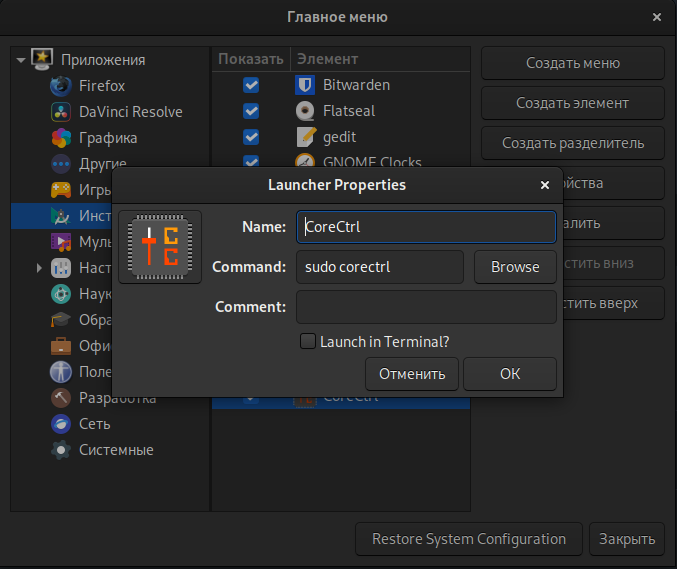 Главное меню
Приложения
Firefox
DaVinci Resolve
Графика
Другие
Игры
Инст
Муль
Наст
Наук
Обра
Офи
Поле
Разработка
Сеть
Системные
Показать Элемент
Bitwarden
Flatseal
gedit
GNOME Clocks
CoreCtrl
Создать меню
Создать элемент
Создать разделитель
йства
алить
стить вниз
стить вверх
Launcher Properties
Name: CoreCtrl
Command: sudo corectrl Browse
Comment:
Launch in Terminal?
Отменить OK
Restore System Configuration Закрыть